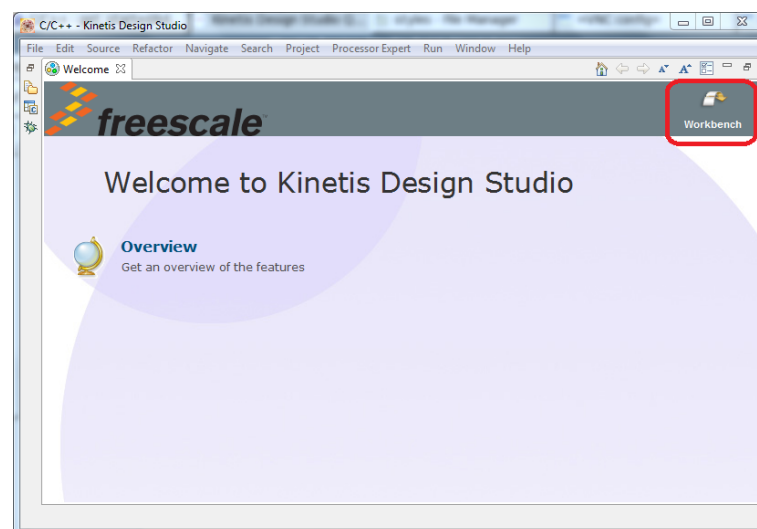 C/C++ - Kinetis Design Studio
File Edit Source Refactor Navigate Search Project Processor Expert Run Window Help
Welcome
freescale
Workbench
Welcome to Kinetis Design Studio
Overview
Get an overview of the features